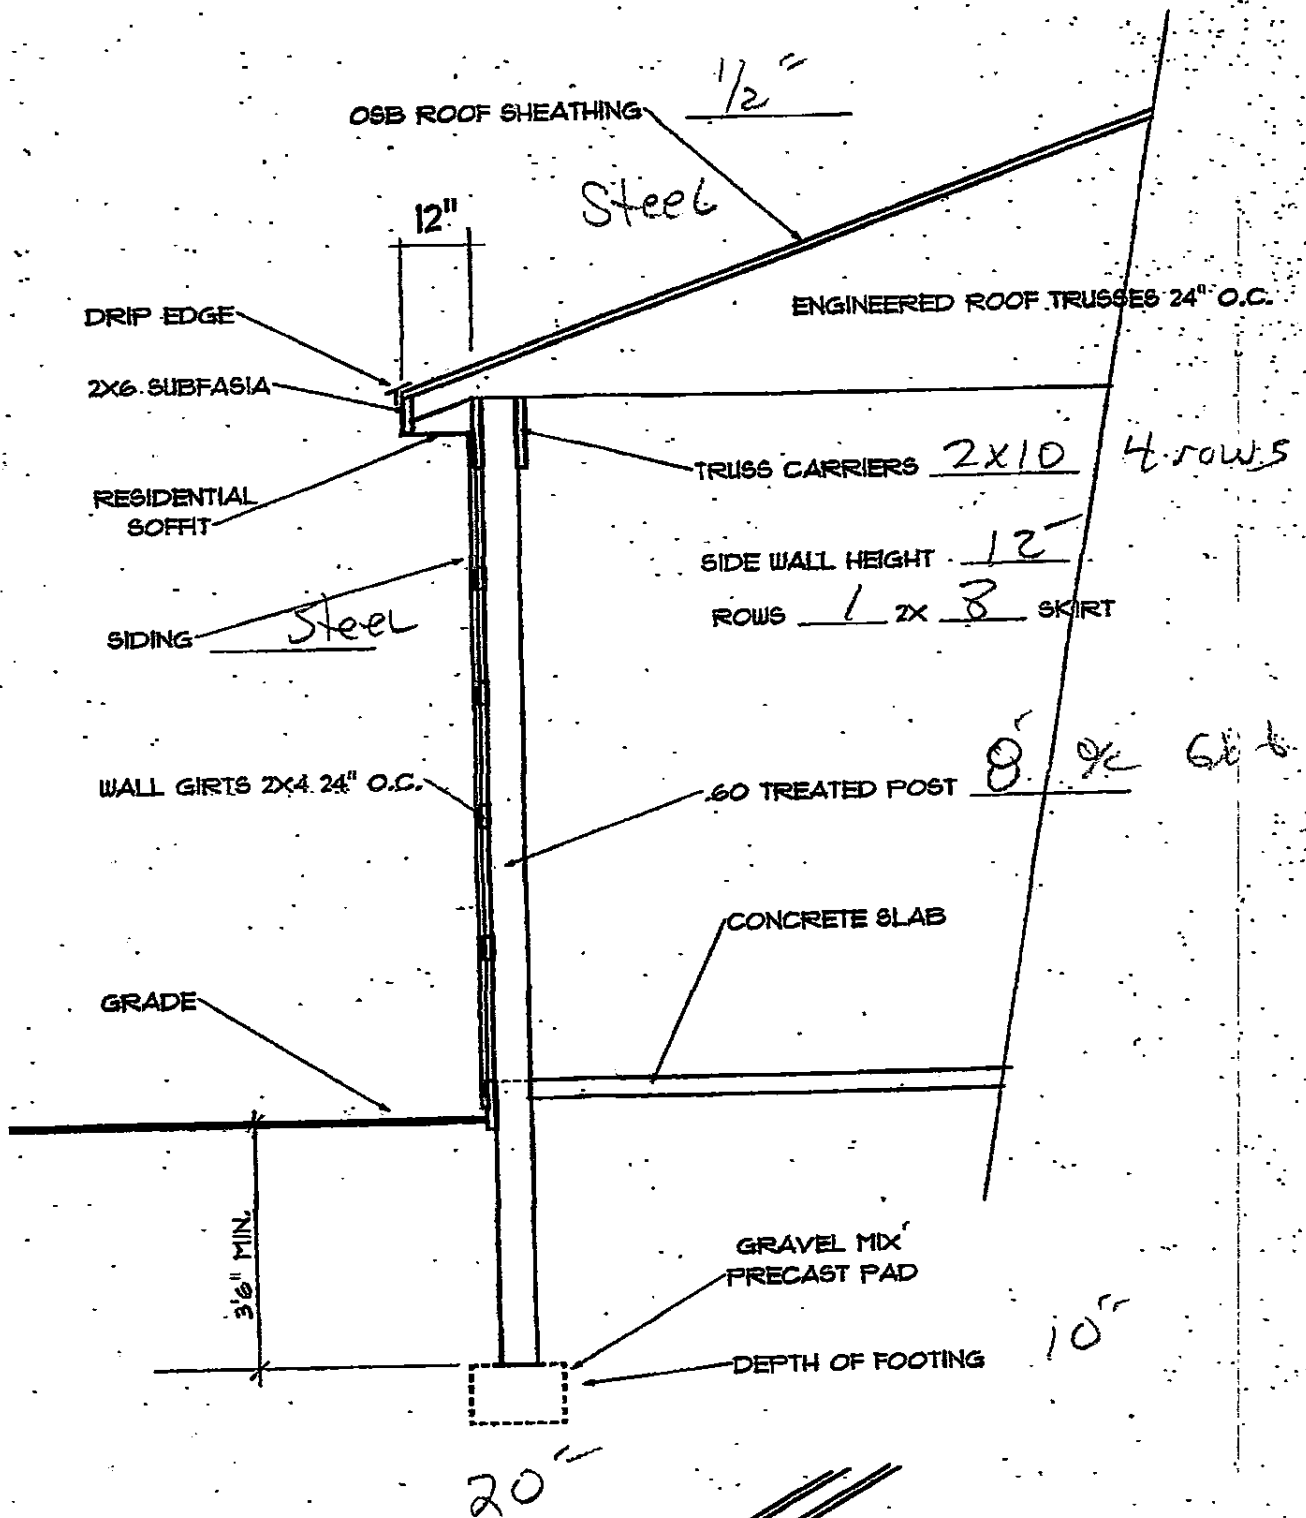 OSB ROOF SHEATHING 1/2"
Steel
12"
DRIP EDGE
ENGINEERED ROOF TRUSSES 24" O.C.
2X6 SUBFASIA
TRUSS CARRIERS 2X10 4 rows
RESIDENTIAL
SOFFIT
SIDE WALL HEIGHT 12'
ROWS 1 2X 8 SKIRT
SIDING Steel
WALL GIRTS 2X4 24" O.C.
.60 TREATED POST 8' o/c 6x6
CONCRETE SLAB
GRADE
3'6" MIN.
GRAVEL MIX
PRECAST PAD
DEPTH OF FOOTING 10"
20"